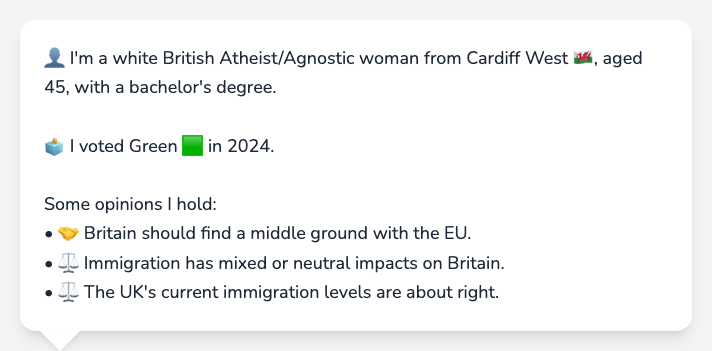 👤 I'm a white British Atheist/Agnostic woman from Cardiff West 🏴󠁧󠁢󠁷󠁬󠁳󠁿, aged
45, with a bachelor's degree.
🗳️ I voted Green 🟩 in 2024.
Some opinions I hold:
• 🤝 Britain should find a middle ground with the EU.
• ⚖️ Immigration has mixed or neutral impacts on Britain.
• ⚖️ The UK's current immigration levels are about right.